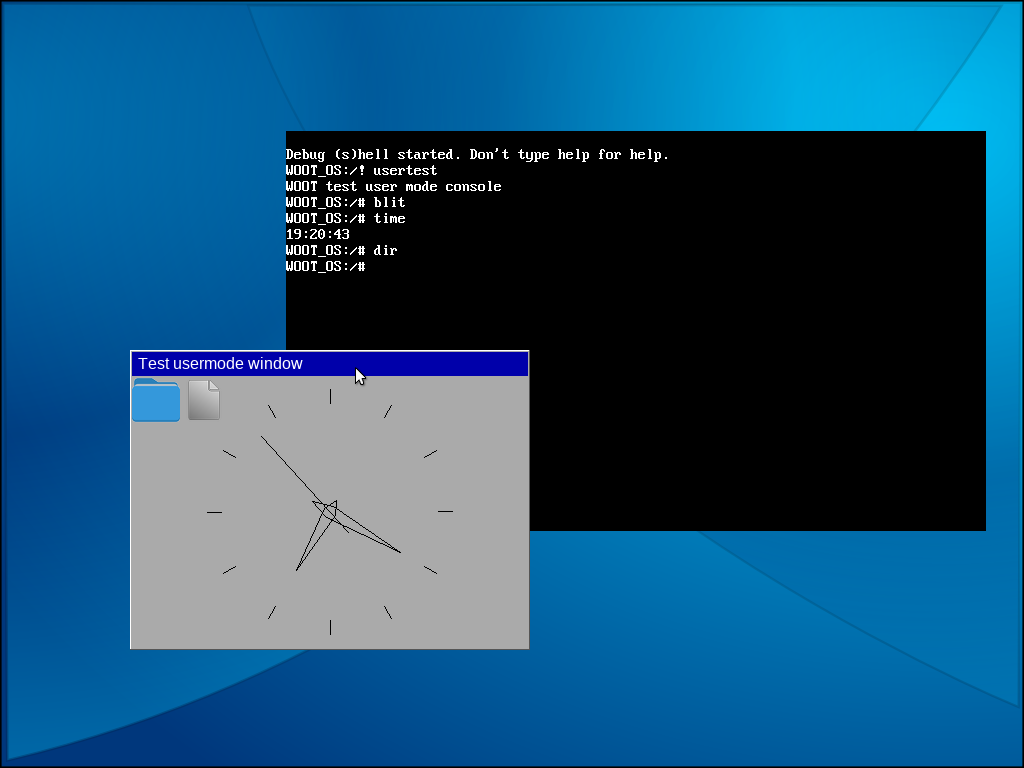 Debug (s)hell started. Don't type help for help.
WOOT_OS:/! usertest
WOOT test user mode console
WOOT_OS:/# blit
WOOT_OS:/# time
19:20:43
WOOT_OS:/# dir
WOOT_OS:/#
Test usermode window